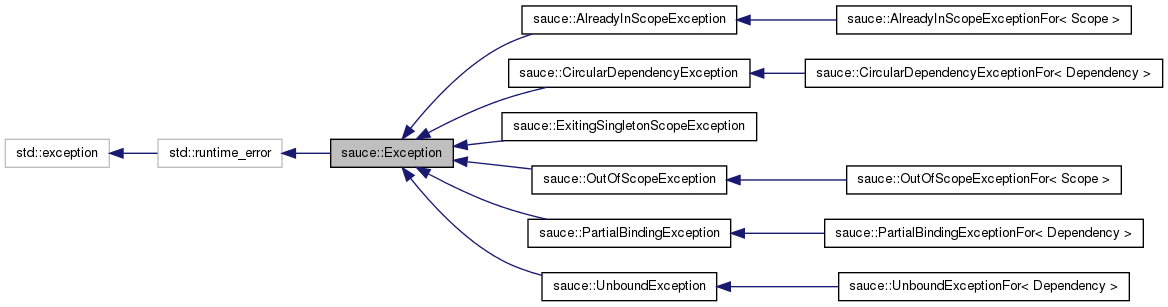 sauce::AlreadyInScopeException
sauce::AlreadyInScopeExceptionFor< Scope >
sauce::CircularDependencyException
sauce::CircularDependencyExceptionFor< Dependency >
sauce::ExitingSingletonScopeException
std::exception
std::runtime_error
sauce::Exception
sauce::OutOfScopeException
sauce::OutOfScopeExceptionFor< Scope >
sauce::PartialBindingException
sauce::PartialBindingExceptionFor< Dependency >
sauce::UnboundException
sauce::UnboundExceptionFor< Dependency >